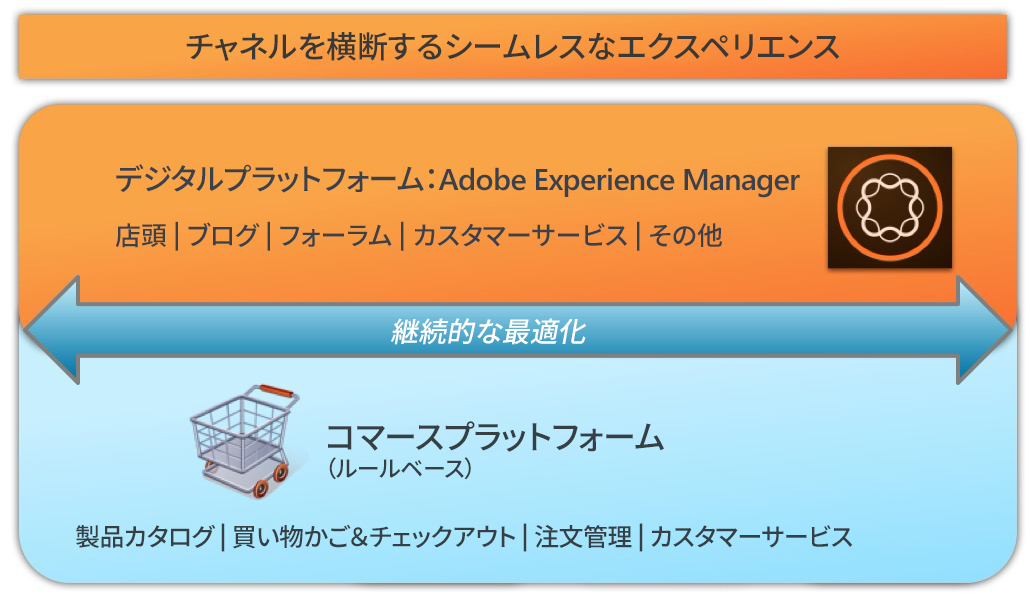 チャネルを横断するシームレスなエクスペリエンス
デジタルプラットフォーム：Adobe Experience Manager
店頭 | ブログ | フォーラム | カスタマーサービス | その他
継続的な最適化
コマースプラットフォーム
（ルールベース）
製品カタログ | 買い物かご&チェックアウト | 注文管理 | カスタマーサービス